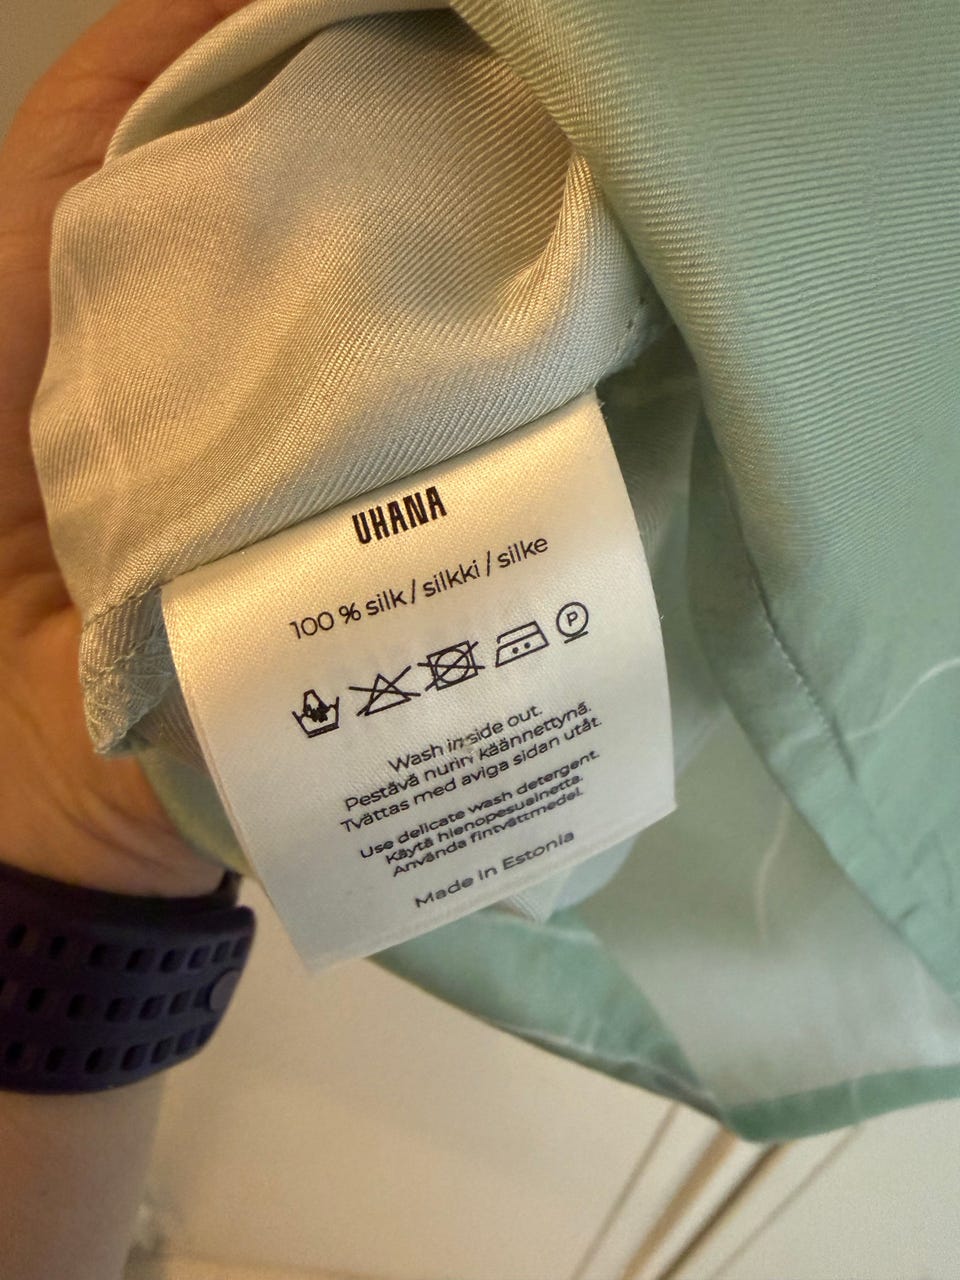 UHANA
100 % silk / silkki / silke
P
Wash inside out.
Pestävä nurin käännettynä.
Tvättas med aviga sidan utåt.
Use delicate wash detergent.
Käytä hienopesuainetta.
Använda fintvättmedel.
Made in Estonia